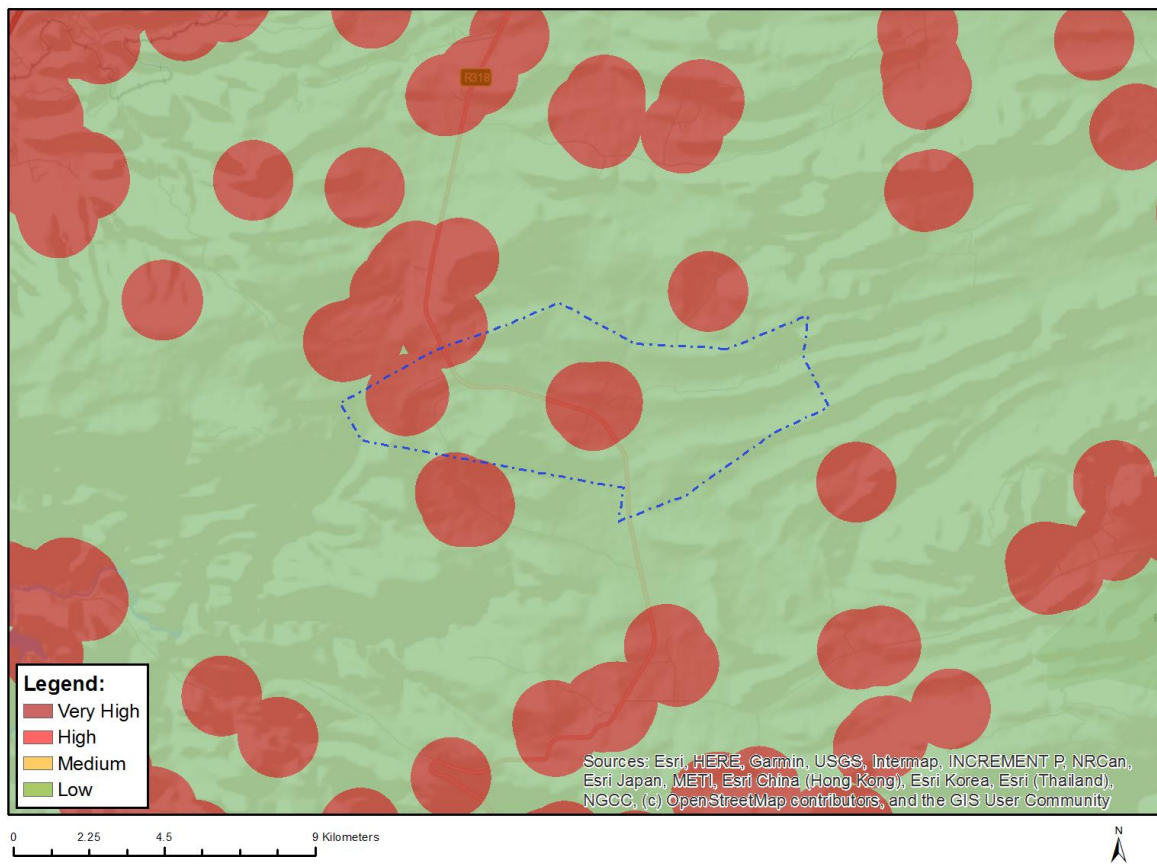 R318
Legend:
Very High
High
Medium
Low
Sources: Esri, HERE, Garmin, USGS, Intermap, INCREMENT P, NRCan,
Esri Japan, METI, Esri China (Hong Kong), Esri Korea, Esri (Thailand),
NGCC, (c) OpenStreetMap contributors, and the GIS User Community
0 2.25 4.5 9 Kilometers
N